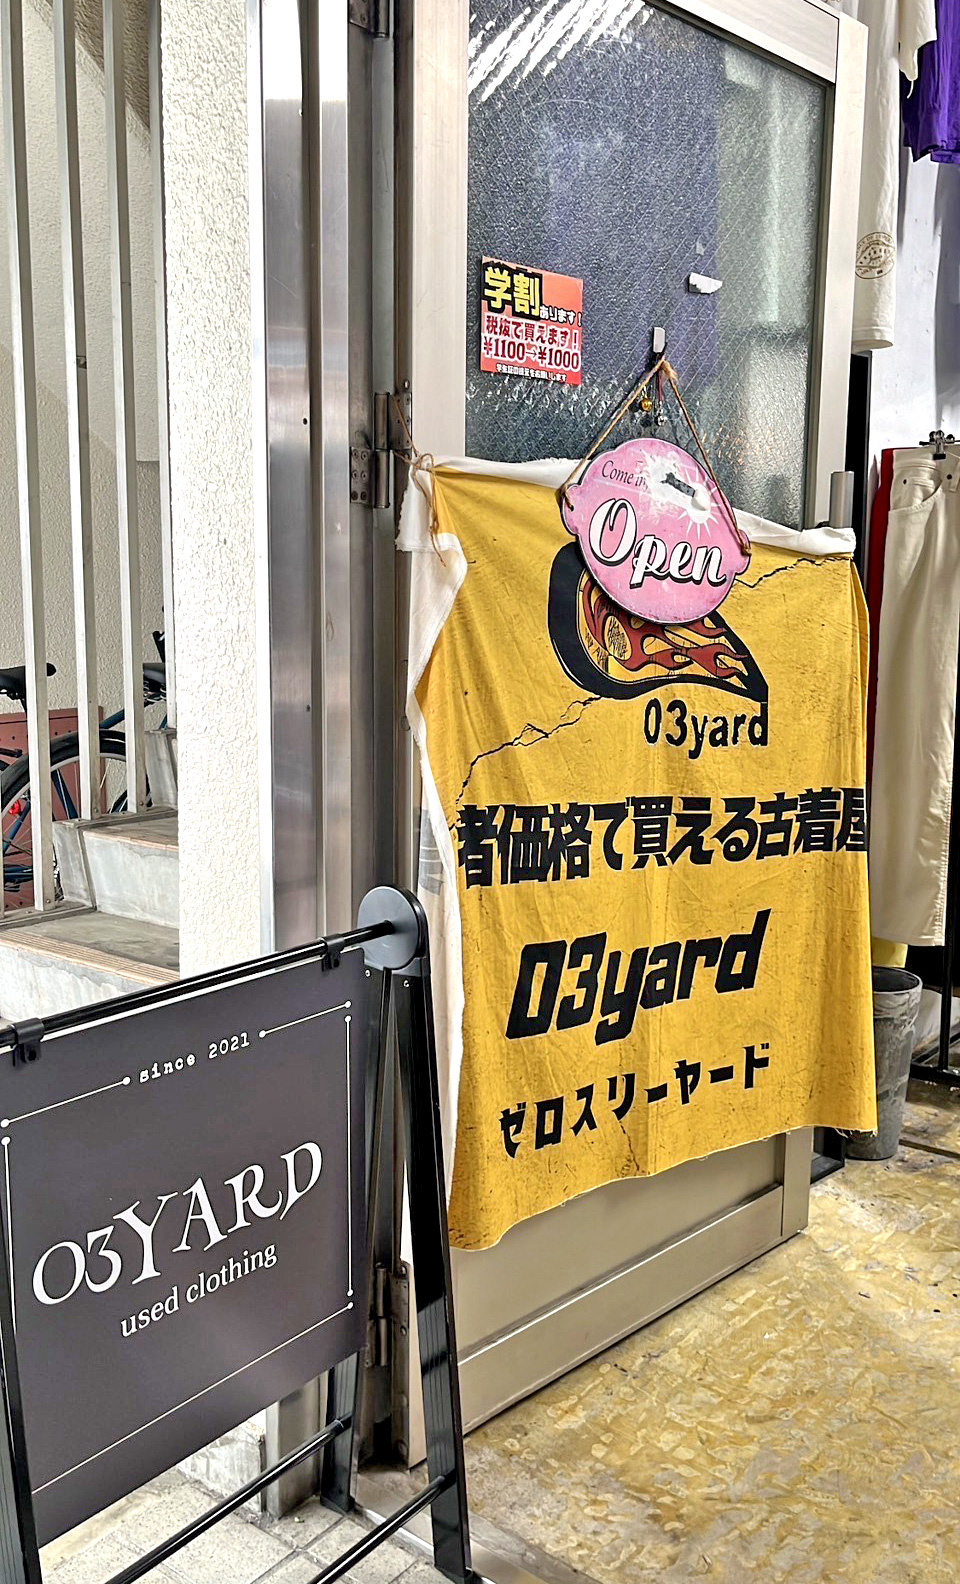 学割あります！
税抜で買えます！
¥1100→¥1000
Come in
Open
03yard
者価格で買える古着屋
03yard
ゼロスリーヤード
since 2021
03YARD
used clothing